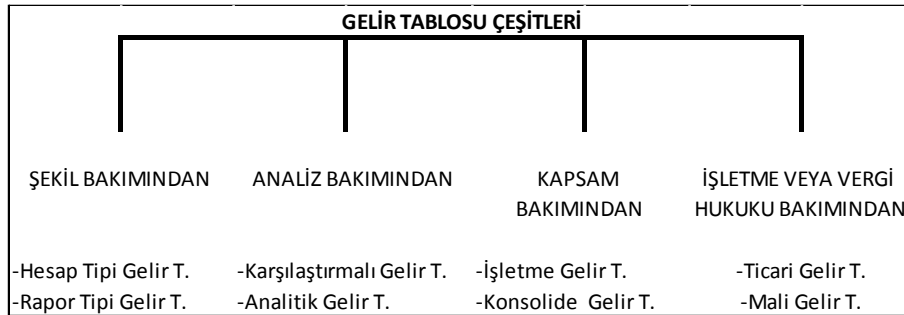 GELİR TABLOSU ÇEŞİTLERİ
ŞEKİL BAKIMINDAN
ANALİZ BAKIMINDAN
KAPSAM
BAKIMINDAN
İŞLETME VEYA VERGİ
HUKUKU BAKIMINDAN
-Hesap Tipi Gelir T.
-Rapor Tipi Gelir T.
-Karşılaştırmalı Gelir T.
-Analitik Gelir T.
-İşletme Gelir T.
-Konsolide Gelir T.
-Ticari Gelir T.
-Mali Gelir T.